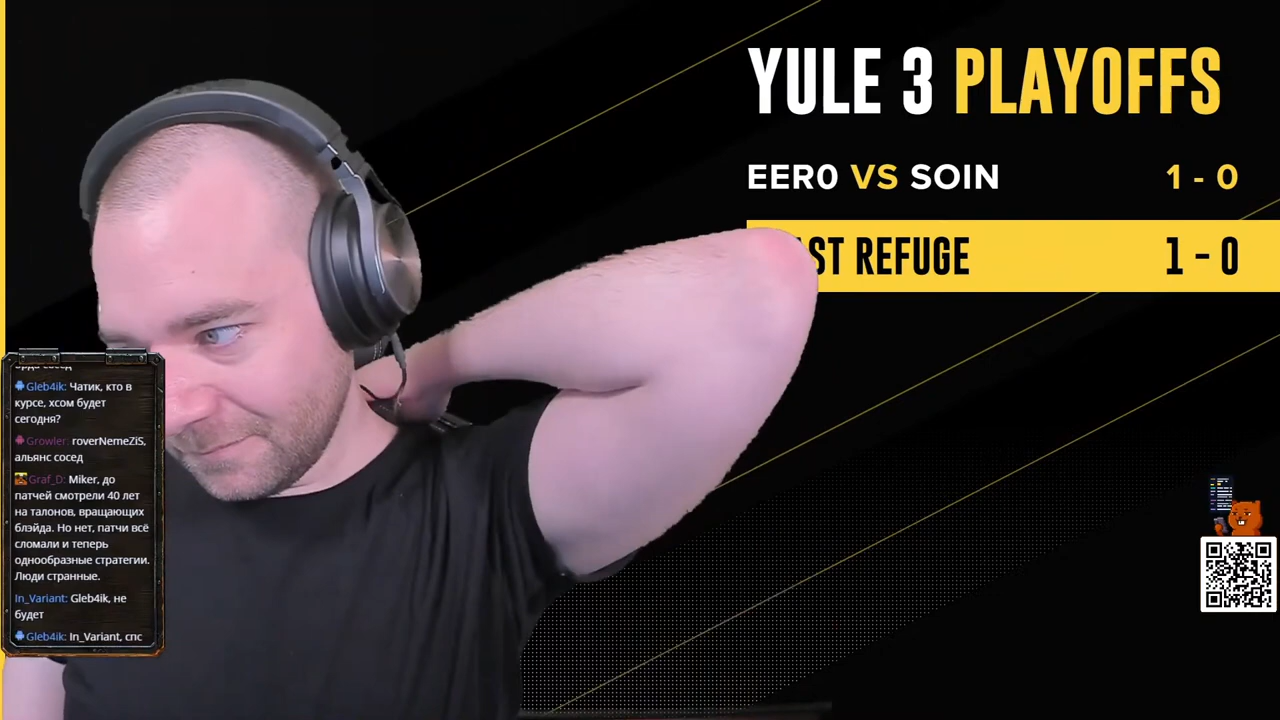 YULE 3 PLAYOFFS
EER0 VS SOIN 1 - 0
ST REFUGE 1 - 0
сосед
Gleb4ik: Чатик, кто в
курсе, хсом будет
сегодня?
Growler: roverNemeZiS,
альянс сосед
Graf_D: Miker, до
патчей смотрели 40 лет
на талонов, вращающих
блэйда. Но нет, патчи всё
сломали и теперь
однообразные стратегии.
Люди странные.
In_Variant: Gleb4ik, не
будет
Gleb4ik: In_Variant, спс